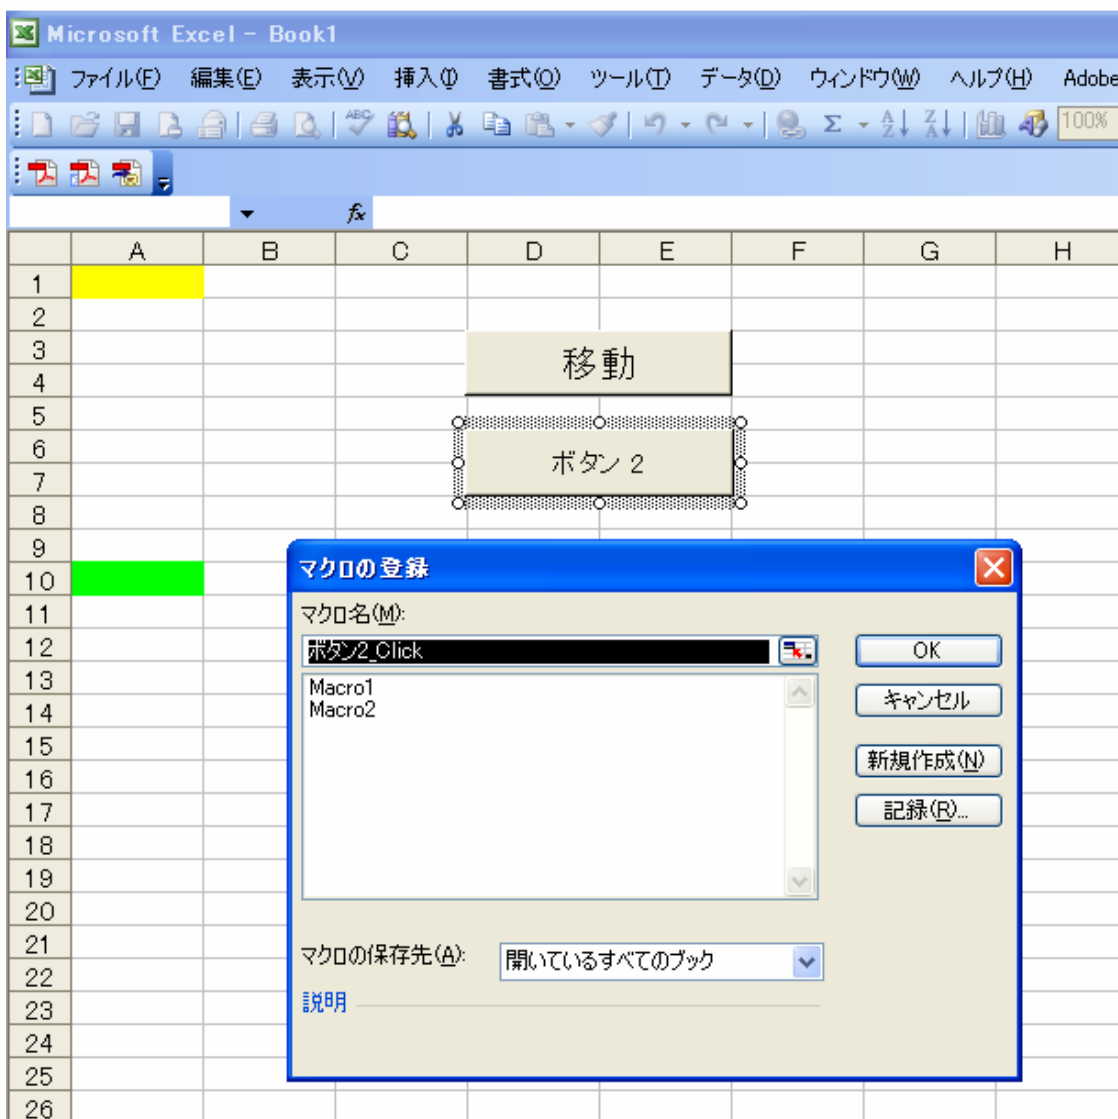 Microsoft Excel - Book1
ファイル(F) 編集(E) 表示(V) 挿入(I) 書式(O) ツール(T) データ(D) ウィンドウ(W) ヘルプ(H) Adobe
ABC Σ A Z Z A 100%
fx
A B C D E F G H
1
2
3
移動
4
5
6
ボタン 2
7
8
9
10
マクロの登録
11
マクロ名(M):
12
ボタン2_Click
OK
13
Macro1
キャンセル
14
Macro2
15
新規作成(N)
16
17
記録(R)...
18
19
20
21
マクロの保存先(A): 開いているすべてのブック
22
23
説明
24
25
26